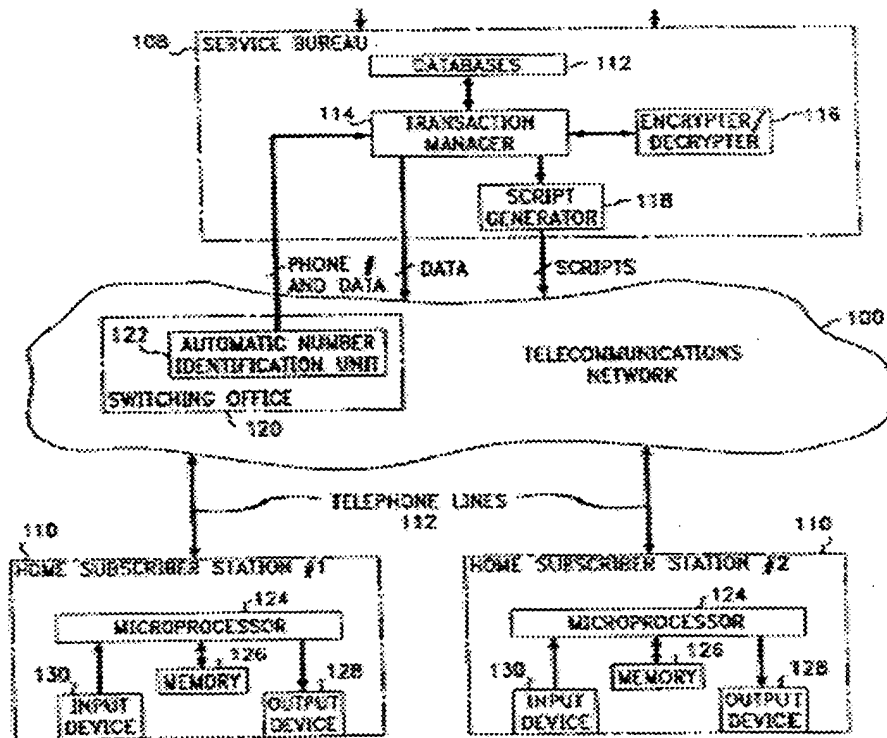 108
SERVICE BUREAU
DATABASES
112
114
TRANSACTION
MANAGER
ENCRYPTER/
DECRYPTER
116
SCRIPT
GENERATOR
118
PHONE #
AND DATA
DATA
SCRIPTS
100
122
AUTOMATIC NUMBER
IDENTIFICATION UNIT
TELECOMMUNICATIONS
NETWORK
SWITCHING OFFICE
120
TELEPHONE LINES
112
110
HOME SUBSCRIBER STATION #1
124
MICROPROCESSOR
126
130
MEMORY
128
INPUT
DEVICE
OUTPUT
DEVICE
110
HOME SUBSCRIBER STATION #2
124
MICROPROCESSOR
126
130
MEMORY
128
INPUT
DEVICE
OUTPUT
DEVICE